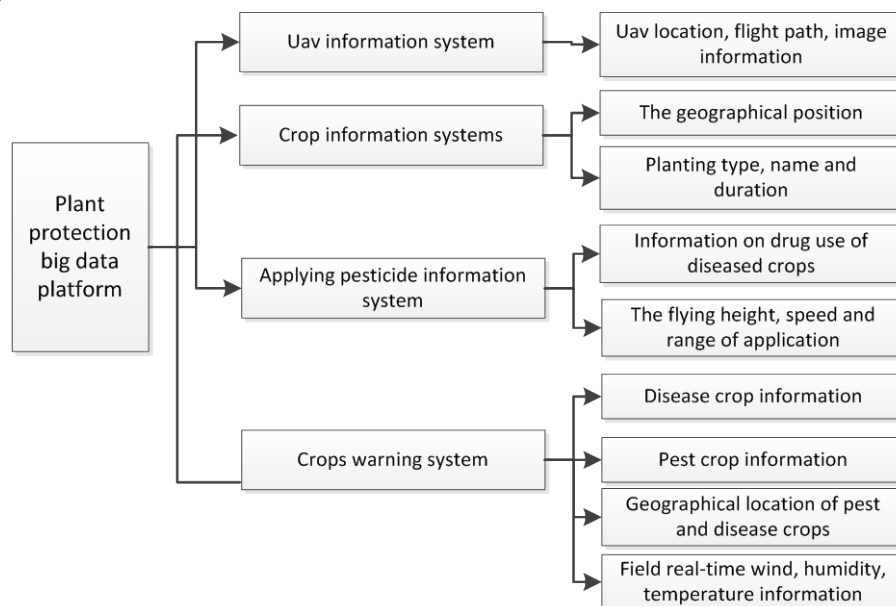 Plant
protection
big data
platform
Uav information system
Uav location, flight path, image
information
Crop information systems
The geographical position
Planting type, name and
duration
Applying pesticide information
system
Information on drug use of
diseased crops
The flying height, speed and
range of application
Crops warning system
Disease crop information
Pest crop information
Geographical location of pest
and disease crops
Field real-time wind, humidity,
temperature information